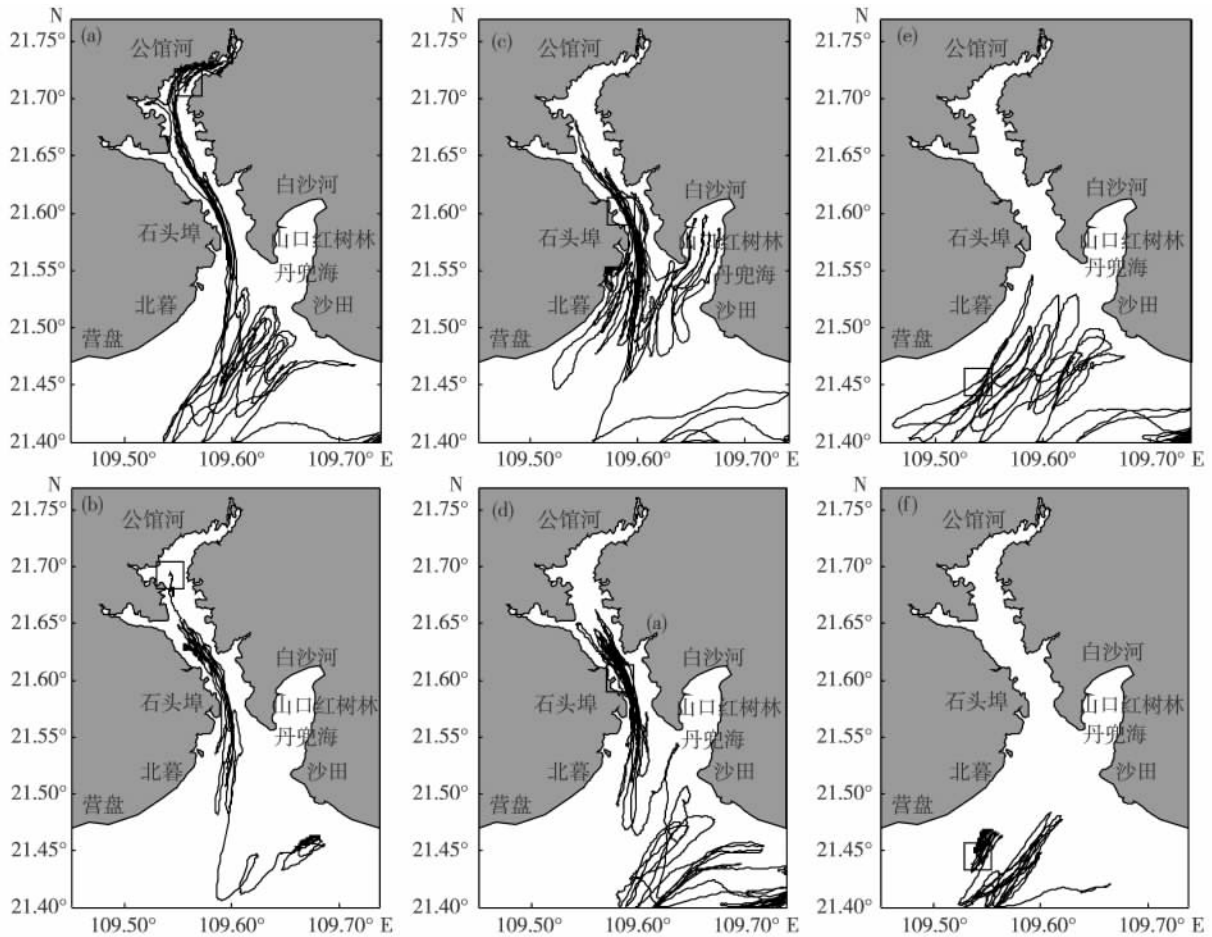 N
(a)
21.75°
公馆河
21.70°
21.65°
白沙河
21.60°
石头埠
山口红树林
21.55°
丹兜海
北暮
沙田
21.50°
营盘
21.45°
21.40°
109.50°
109.60°
109.70° E
N
(c)
21.75°
公馆河
21.70°
21.65°
白沙河
21.60°
石头埠
山口红树林
21.55°
丹兜海
北暮
沙田
21.50°
营盘
21.45°
21.40°
109.50°
109.60°
109.70° E
N
(e)
21.75°
公馆河
21.70°
21.65°
白沙河
21.60°
石头埠
山口红树林
21.55°
丹兜海
北暮
沙田
21.50°
营盘
21.45°
21.40°
109.50°
109.60°
109.70° E
N
(b)
21.75°
公馆河
21.70°
21.65°
白沙河
21.60°
石头埠
山口红树林
21.55°
丹兜海
北暮
沙田
21.50°
营盘
21.45°
21.40°
109.50°
109.60°
109.70° E
N
(d)
21.75°
公馆河
21.70°
21.65°
(a)
白沙河
21.60°
石头埠
山口红树林
21.55°
丹兜海
北暮
沙田
21.50°
营盘
21.45°
21.40°
109.50°
109.60°
109.70° E
N
(f)
21.75°
公馆河
21.70°
21.65°
白沙河
21.60°
石头埠
山口红树林
21.55°
丹兜海
北暮
沙田
21.50°
营盘
21.45°
21.40°
109.50°
109.60°
109.70° E